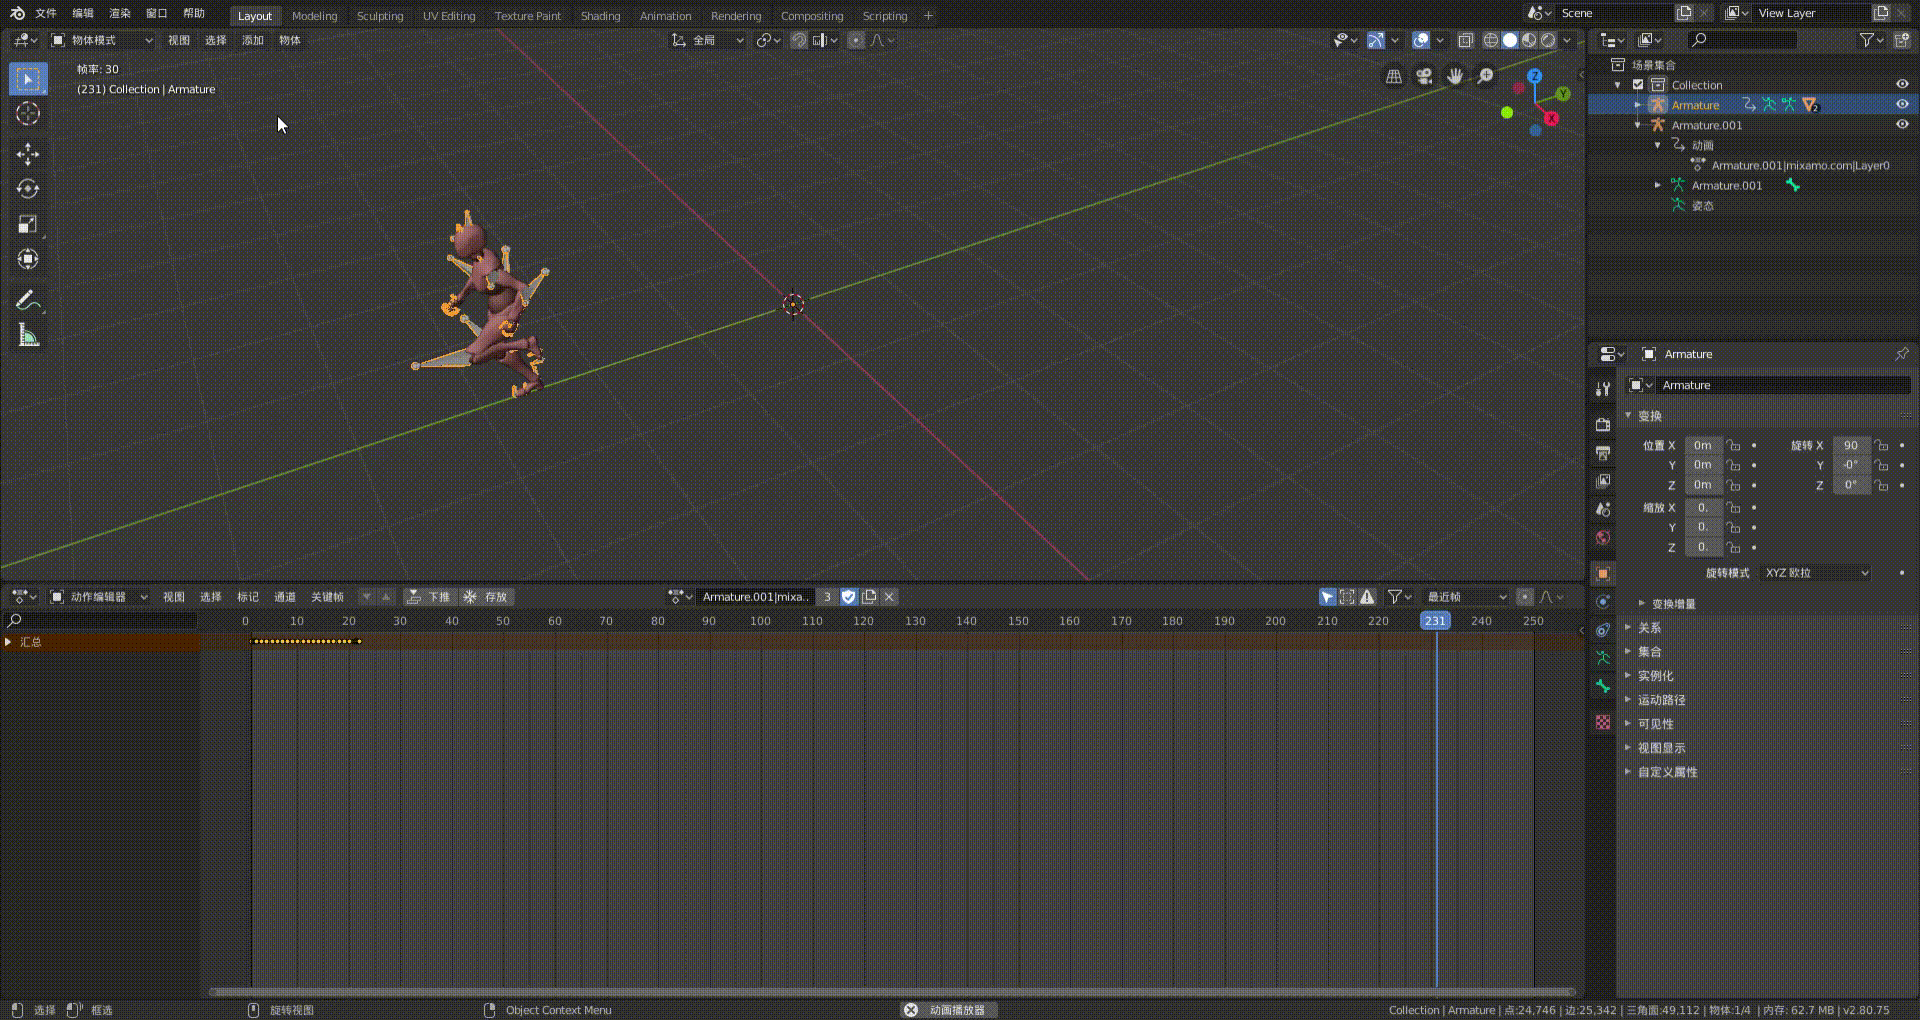 文件 编辑 渲染 窗口 帮助 Layout Modeling Sculpting UV Editing Texture Paint Shading Animation Rendering Compositing Scripting + Scene View Layer
物体模式 视图 选择 添加 物体 全局
帧率: 30
(231) Collection | Armature
Z
Y
X
场景集合
Collection
Armature 2
Armature.001
动画
Armature.001|mixamo.com|Layer0
Armature.001
姿态
Armature
Armature
变换
位置 X 0m 旋转 X 90
Y 0m Y -0°
Z 0m Z 0°
缩放 X 0.
Y 0.
Z 0.
旋转模式 XYZ 欧拉
变换增量
关系
集合
实例化
运动路径
可见性
视图显示
自定义属性
动作编辑器 视图 选择 标记 通道 关键帧 下推 存放 Armature.001|mixa.. 3 最近帧
0 10 20 30 40 50 60 70 80 90 100 110 120 130 140 150 160 170 180 190 200 210 220 231 240 250
汇总
选择 框选 旋转视图 Object Context Menu 动画播放器 Collection | Armature | 点:24,746 | 边:25,342 | 三角面:49,112 | 物体:1/4 | 内存: 62.7 MB | v2.80.75